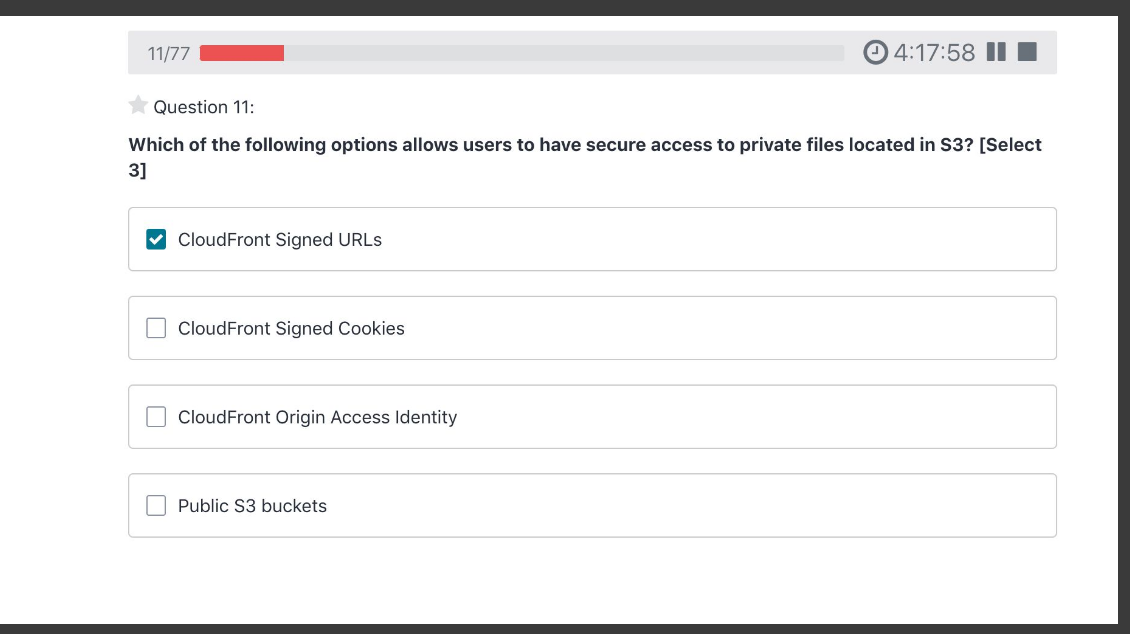 11/77
4:17:58
Question 11:
Which of the following options allows users to have secure access to private files located in S3? [Select
3]
CloudFront Signed URLs
CloudFront Signed Cookies
CloudFront Origin Access Identity
Public S3 buckets